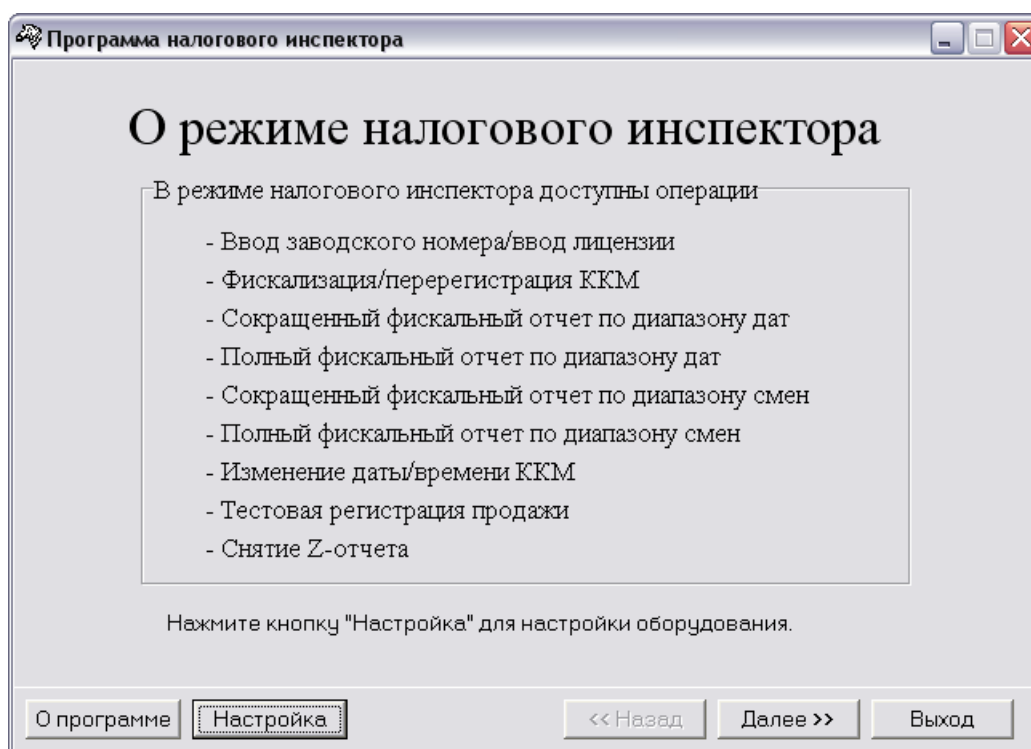 Программа налогового инспектора
О режиме налогового инспектора
В режиме налогового инспектора доступны операции
- Ввод заводского номера/ввод лицензии
- Фискализация/перерегистрация ККМ
- Сокращенный фискальный отчет по диапазону дат
- Полный фискальный отчет по диапазону дат
- Сокращенный фискальный отчет по диапазону смен
- Полный фискальный отчет по диапазону смен
- Изменение даты/времени ККМ
- Тестовая регистрация продажи
- Снятие Z-отчета
Нажмите кнопку "Настройка" для настройки оборудования.
О программе Настройка << Назад Далее >> Выход